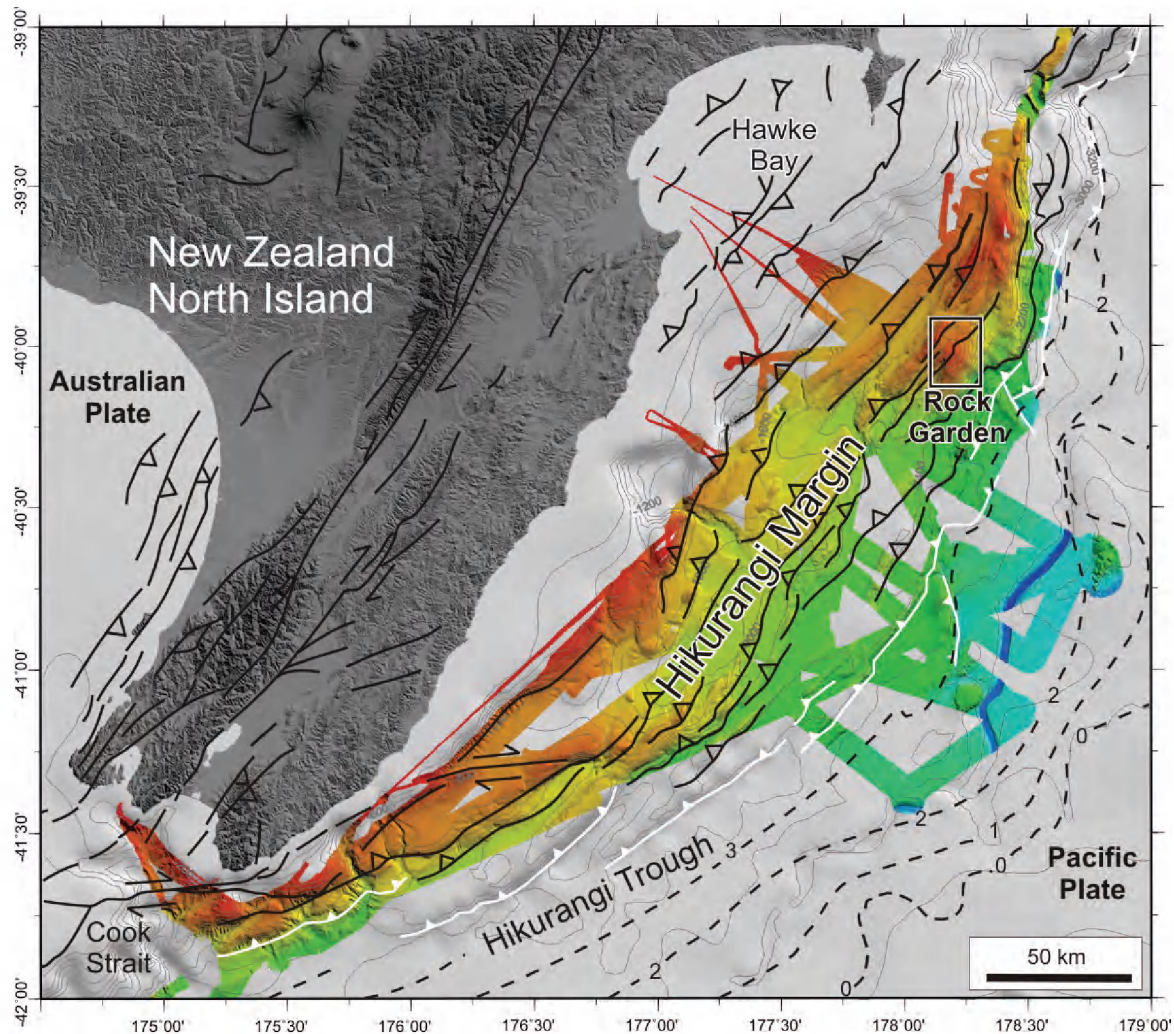 -39°00'
-39°30'
-40°00'
-40°30'
-41°00'
-41°30'
-42°00'
Hawke
Bay
New Zealand
North Island
Australian
Plate
Rock
Garden
Hikurangi Margin
-1200
-3200
2
2
0
2
1
0
3
2
0
Hikurangi Trough
Pacific
Plate
Cook
Strait
50 km
175°00'
175°30'
176°00'
176°30'
177°00'
177°30'
178°00'
178°30'
179°00'